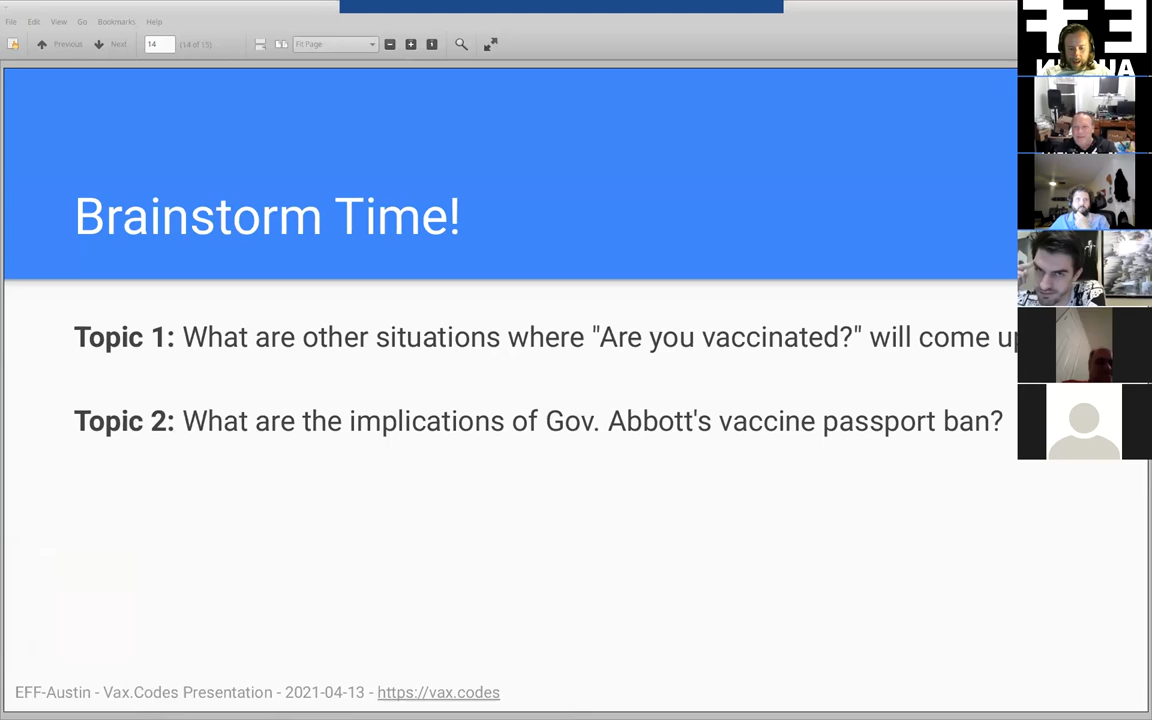 File Edit View Go Bookmarks Help
Previous Next 14 (14 of 15) Fit Page
Brainstorm Time!
Topic 1: What are other situations where "Are you vaccinated?" will come u
Topic 2: What are the implications of Gov. Abbott's vaccine passport ban?
EFF-Austin - Vax.Codes Presentation - 2021-04-13 - https://vax.codes